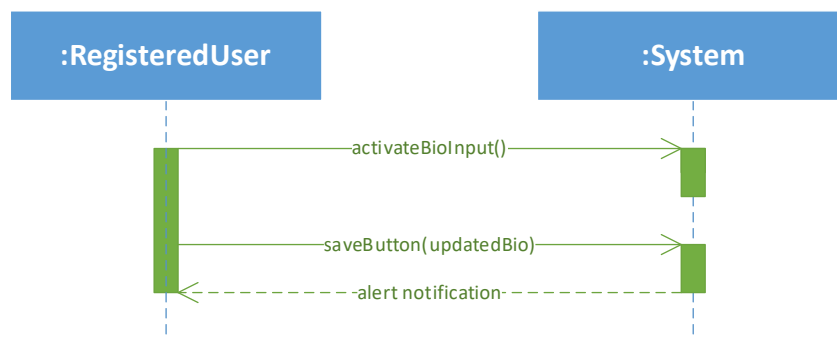 :RegisteredUser
:System
activateBioInput()
saveButton(updatedBio)
alert notification